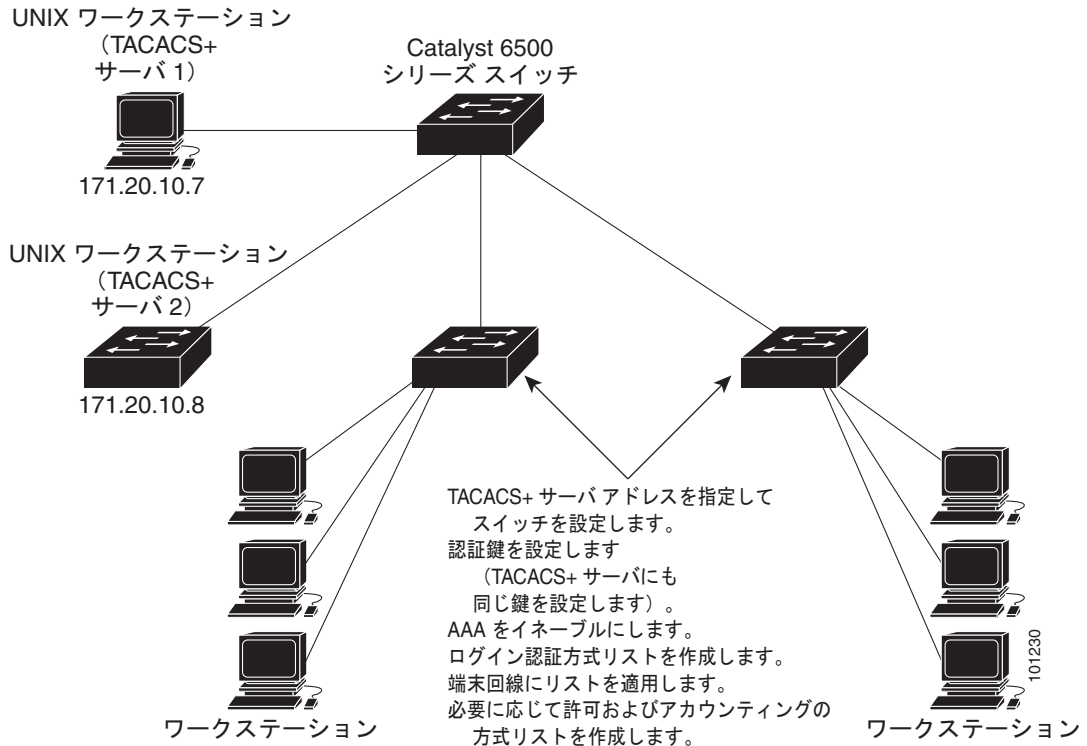 UNIX ワークステーション
（TACACS+
サーバ 1）
171.20.10.7
Catalyst 6500
シリーズ スイッチ
UNIX ワークステーション
（TACACS+
サーバ 2）
171.20.10.8
TACACS+ サーバ アドレスを指定して
スイッチを設定します。
認証鍵を設定します
（TACACS+ サーバにも
同じ鍵を設定します）。
AAA をイネーブルにします。
ログイン認証方式リストを作成します。
端末回線にリストを適用します。
必要に応じて許可およびアカウンティングの
方式リストを作成します。
ワークステーション
ワークステーション
101230